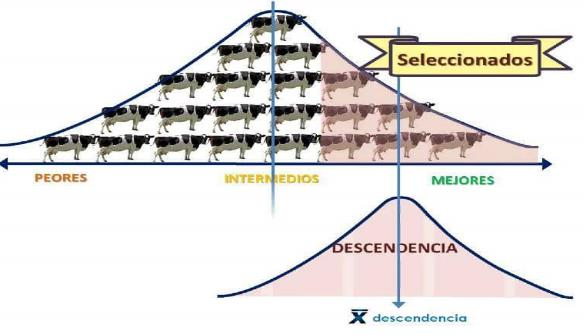 Seleccionados
PEORES
INTERMEDIOS
MEJORES
DESCENDENCIA
x̅ descendencia